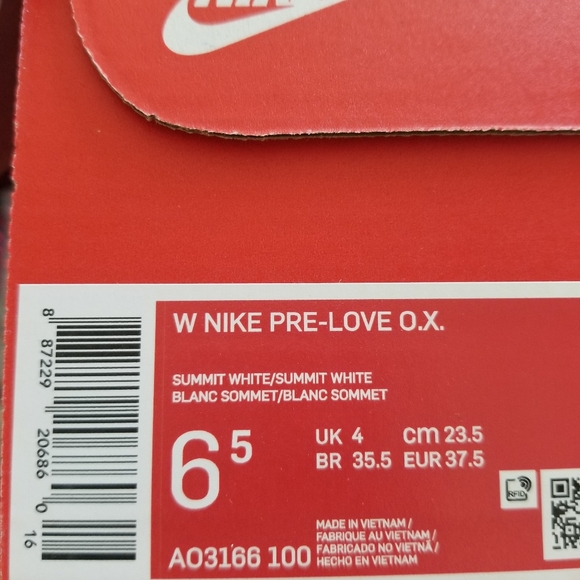 NIKE
W NIKE PRE-LOVE O.X.
SUMMIT WHITE/SUMMIT WHITE
BLANC SOMMET/BLANC SOMMET
6 5
UK 4 cm 23.5
BR 35.5 EUR 37.5
RFID
AO3166 100
MADE IN VIETNAM /
FABRIQUE AU VIETNAM /
FABRICADO NO VIETNÃ /
HECHO EN VIETNAM
8 87229 20686 0 16